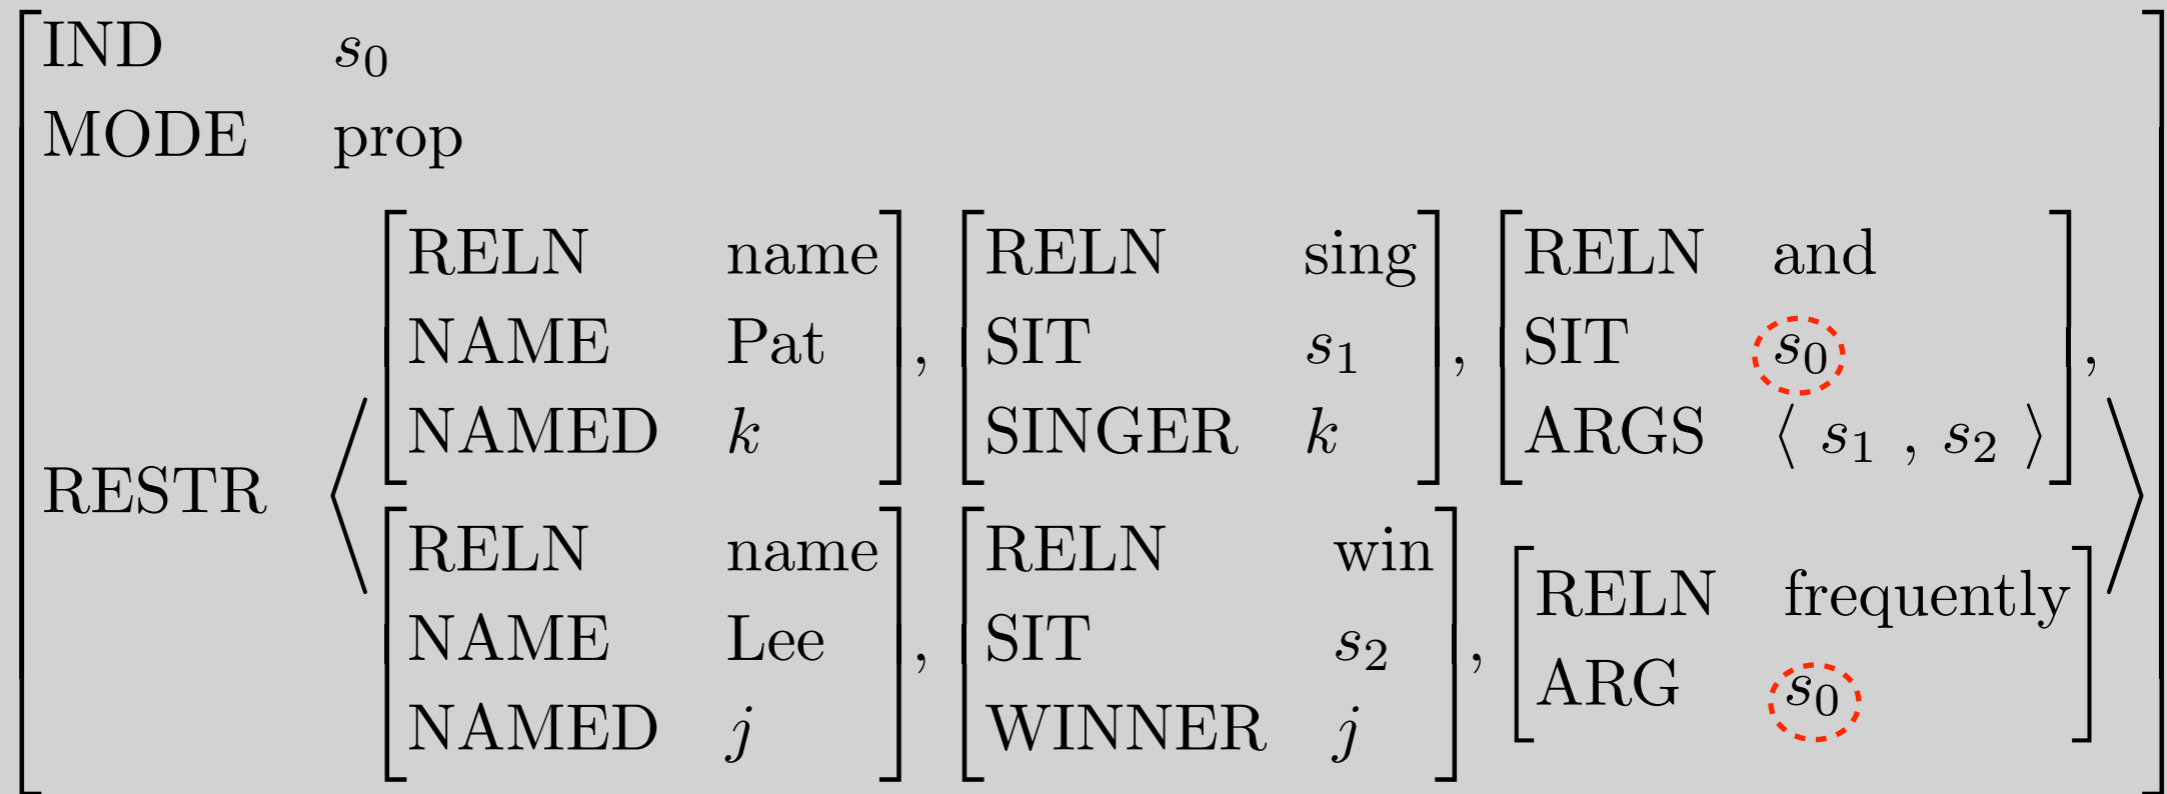 IND s₀
MODE prop
RESTR ⟨
[RELN name
NAME Pat
NAMED k],
[RELN sing
SIT s₁
SINGER k],
[RELN and
SIT s₀
ARGS ⟨ s₁ , s₂ ⟩],
[RELN name
NAME Lee
NAMED j],
[RELN win
SIT s₂
WINNER j],
[RELN frequently
ARG s₀] ⟩